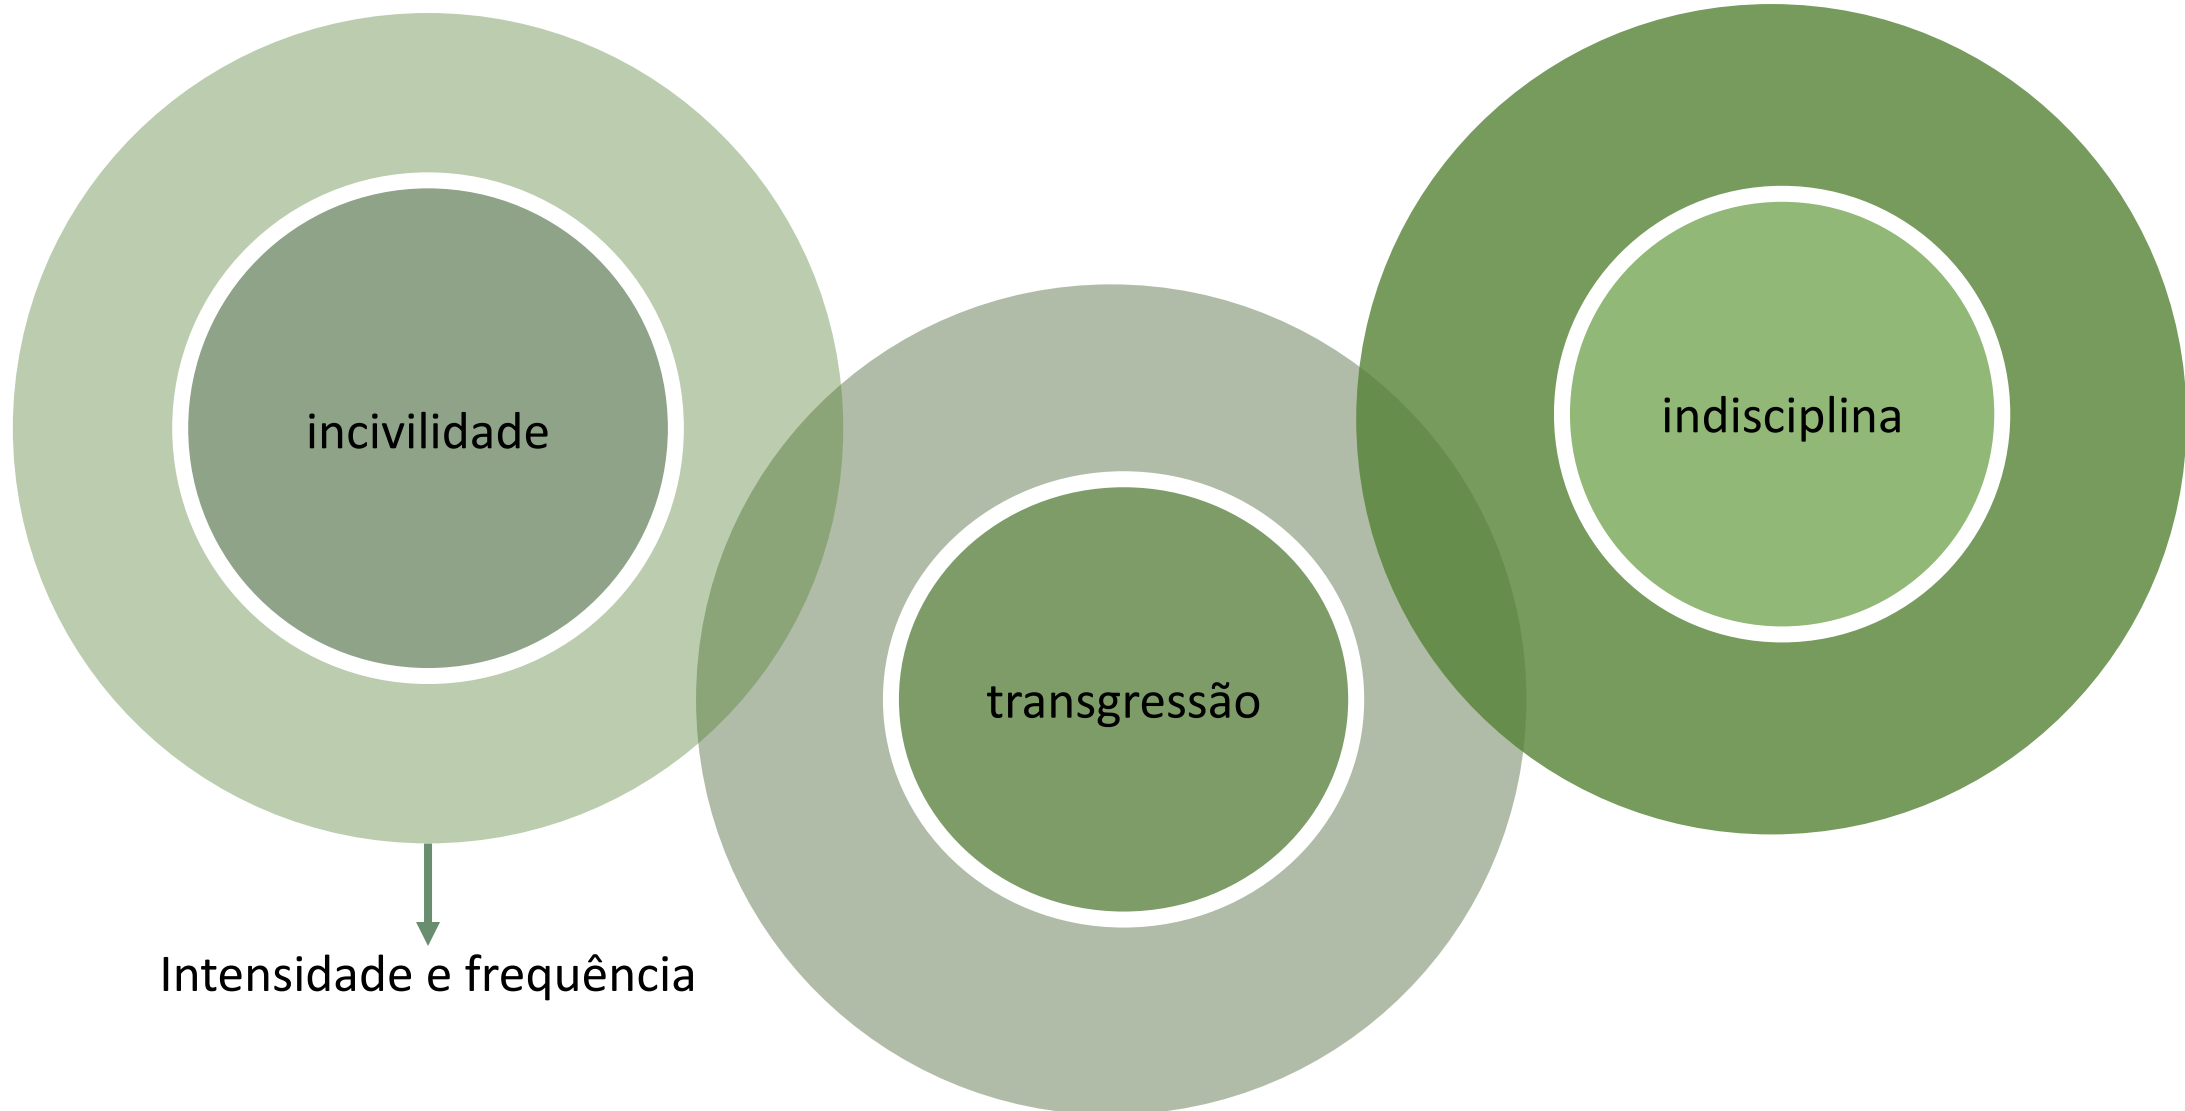 incivilidade
transgressão
indisciplina
Intensidade e frequência